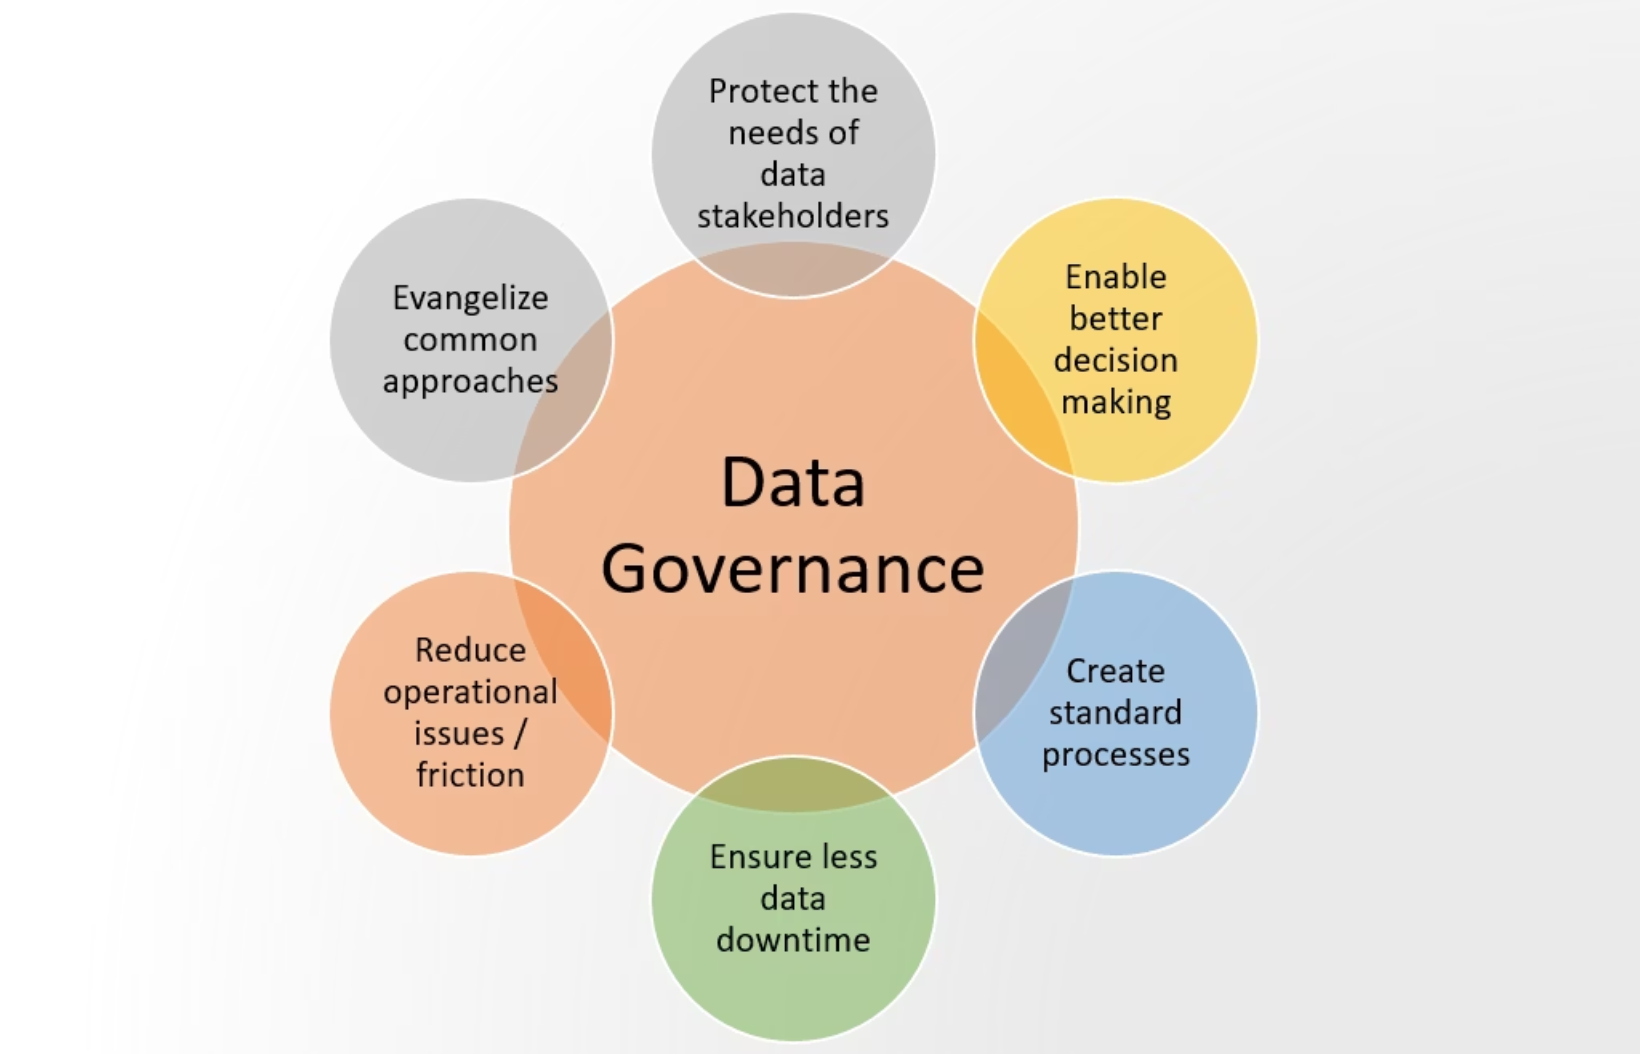 Protect the
needs of
data
stakeholders
Enable
better
decision
making
Create
standard
processes
Ensure less
data
downtime
Reduce
operational
issues /
friction
Evangelize
common
approaches
Data
Governance